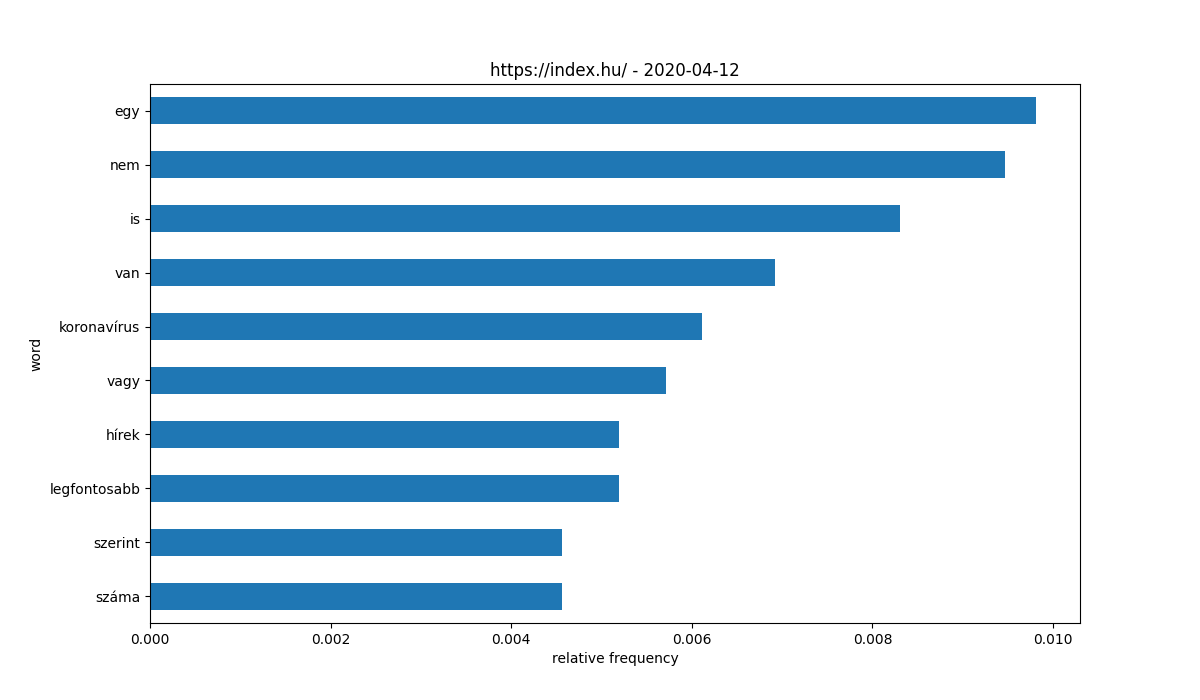 https://index.hu/ - 2020-04-12
egy
nem
is
van
koronavírus
vagy
hírek
legfontosabb
szerint
száma
word
0.000 0.002 0.004 0.006 0.008 0.010
relative frequency